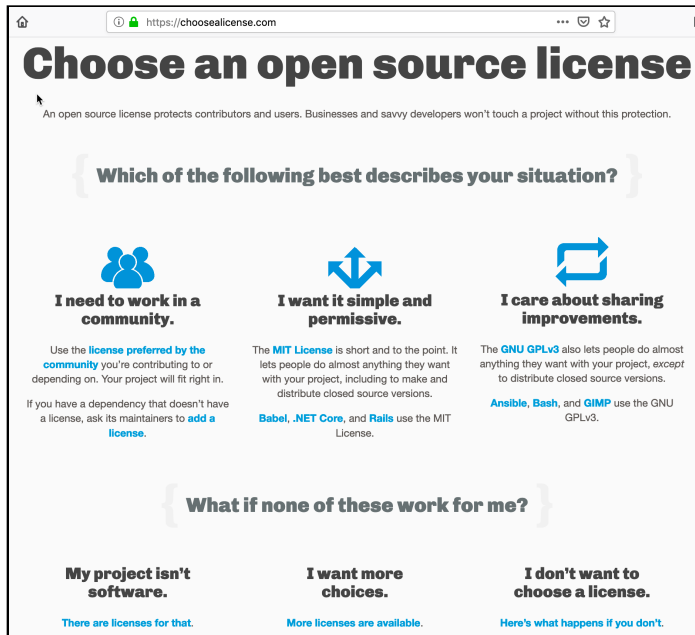 https://choosealicense.com
Choose an open source license
An open source license protects contributors and users. Businesses and savvy developers won't touch a project without this protection.
{ Which of the following best describes your situation? }
I need to work in a
community.
Use the license preferred by the
community you're contributing to or
depending on. Your project will fit right in.
If you have a dependency that doesn't have
a license, ask its maintainers to add a
license.
I want it simple and
permissive.
The MIT License is short and to the point. It
lets people do almost anything they want
with your project, including to make and
distribute closed source versions.
Babel, .NET Core, and Rails use the MIT
License.
I care about sharing
improvements.
The GNU GPLv3 also lets people do almost
anything they want with your project, except
to distribute closed source versions.
Ansible, Bash, and GIMP use the GNU
GPLv3.
{ What if none of these work for me? }
My project isn't
software.
There are licenses for that.
I want more
choices.
More licenses are available.
I don't want to
choose a license.
Here's what happens if you don't.